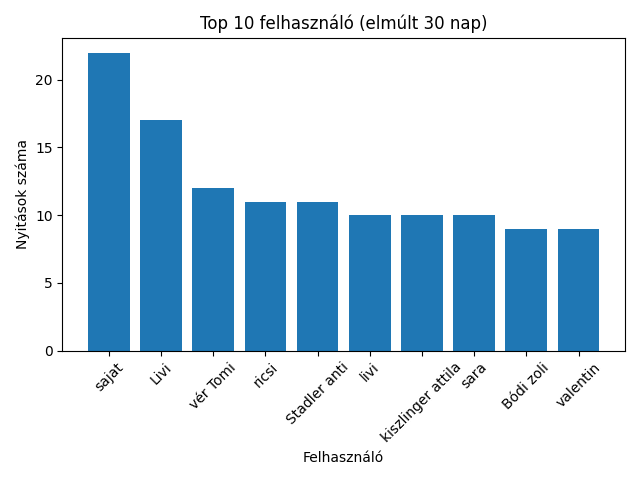 Top 10 felhasználó (elmúlt 30 nap)
Nyitások száma
20
15
10
5
0
sajat
Livi
vér Tomi
ricsi
Stadler anti
livi
kiszlinger attila
sara
Bódi zoli
valentin
Felhasználó